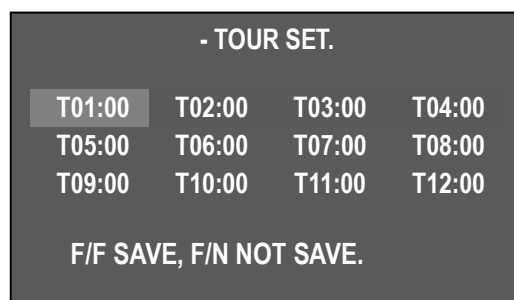 - TOUR SET.
T01:00 T02:00 T03:00 T04:00
T05:00 T06:00 T07:00 T08:00
T09:00 T10:00 T11:00 T12:00
F/F SAVE, F/N NOT SAVE.